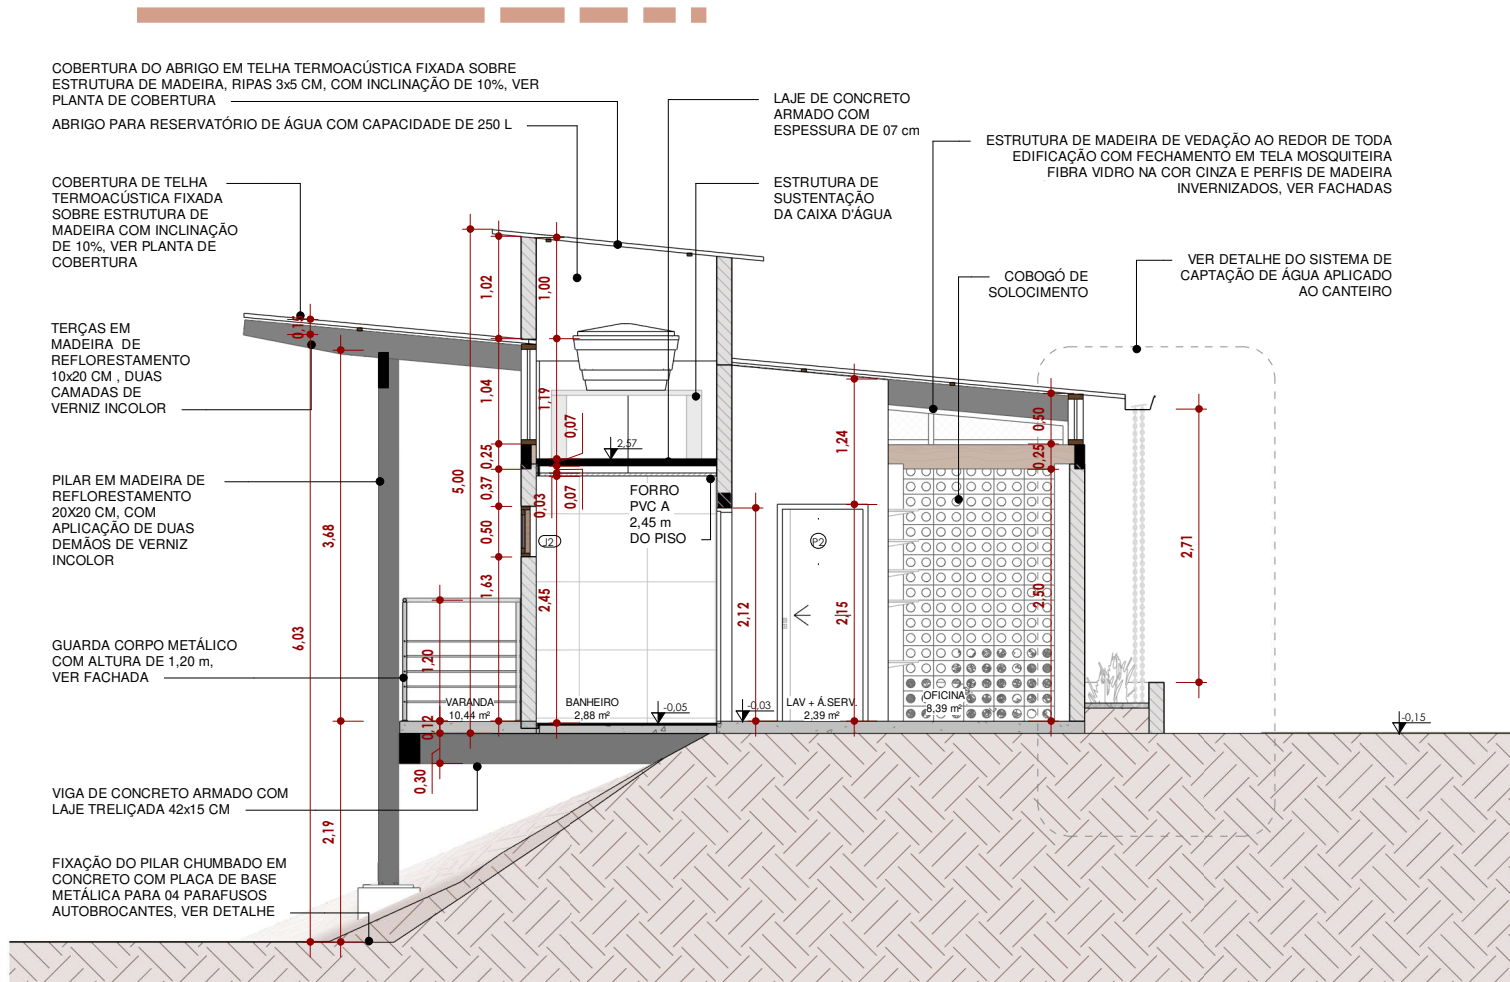 COBERTURA DO ABRIGO EM TELHA TERMOACÚSTICA FIXADA SOBRE
ESTRUTURA DE MADEIRA, RIPAS 3x5 CM, COM INCLINAÇÃO DE 10%, VER
PLANTA DE COBERTURA
ABRIGO PARA RESERVATÓRIO DE ÁGUA COM CAPACIDADE DE 250 L
LAJE DE CONCRETO
ARMADO COM
ESPESSURA DE 07 cm
ESTRUTURA DE MADEIRA DE VEDAÇÃO AO REDOR DE TODA
EDIFICAÇÃO COM FECHAMENTO EM TELA MOSQUITEIRA
FIBRA VIDRO NA COR CINZA E PERFIS DE MADEIRA
INVERNIZADOS, VER FACHADAS
COBERTURA DE TELHA
TERMOACÚSTICA FIXADA
SOBRE ESTRUTURA DE
MADEIRA COM INCLINAÇÃO
DE 10%, VER PLANTA DE
COBERTURA
ESTRUTURA DE
SUSTENTAÇÃO
DA CAIXA D'ÁGUA
COBOGÓ DE
SOLOCIMENTO
VER DETALHE DO SISTEMA DE
CAPTAÇÃO DE ÁGUA APLICADO
AO CANTEIRO
TERÇAS EM
MADEIRA DE
REFLORESTAMENTO
10x20 CM , DUAS
CAMADAS DE
VERNIZ INCOLOR
PILAR EM MADEIRA DE
REFLORESTAMENTO
20X20 CM, COM
APLICAÇÃO DE DUAS
DEMÃOS DE VERNIZ
INCOLOR
GUARDA CORPO METÁLICO
COM ALTURA DE 1,20 m,
VER FACHADA
VIGA DE CONCRETO ARMADO COM
LAJE TRELIÇADA 42x15 CM
FIXAÇÃO DO PILAR CHUMBADO EM
CONCRETO COM PLACA DE BASE
METÁLICA PARA 04 PARAFUSOS
AUTOBROCANTES, VER DETALHE
6,03
3,68
2,19
5,00
1,20
0,12
0,30
1,02
1,04
0,25
0,37
0,50
1,63
1,00
1,19
0,07
0,07
0,03
2,45
2,57
FORRO
PVC A
2,45 m
DO PISO
J2
P2
2,12
1,24
2,15
0,50
0,25
2,50
2,71
VARANDA
10,44 m²
BANHEIRO
2,88 m²
-0,05
-0,03
LAV + Á.SERV.
2,39 m²
OFICINA
8,39 m²
-0,15